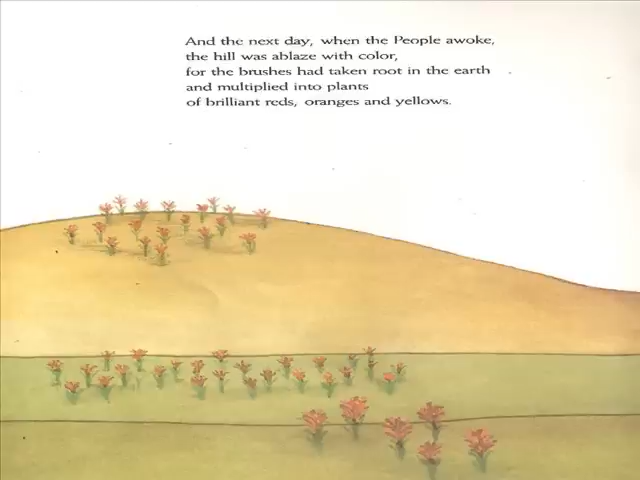 And the next day, when the People awoke,
the hill was ablaze with color,
for the brushes had taken root in the earth
and multiplied into plants
of brilliant reds, oranges and yellows.